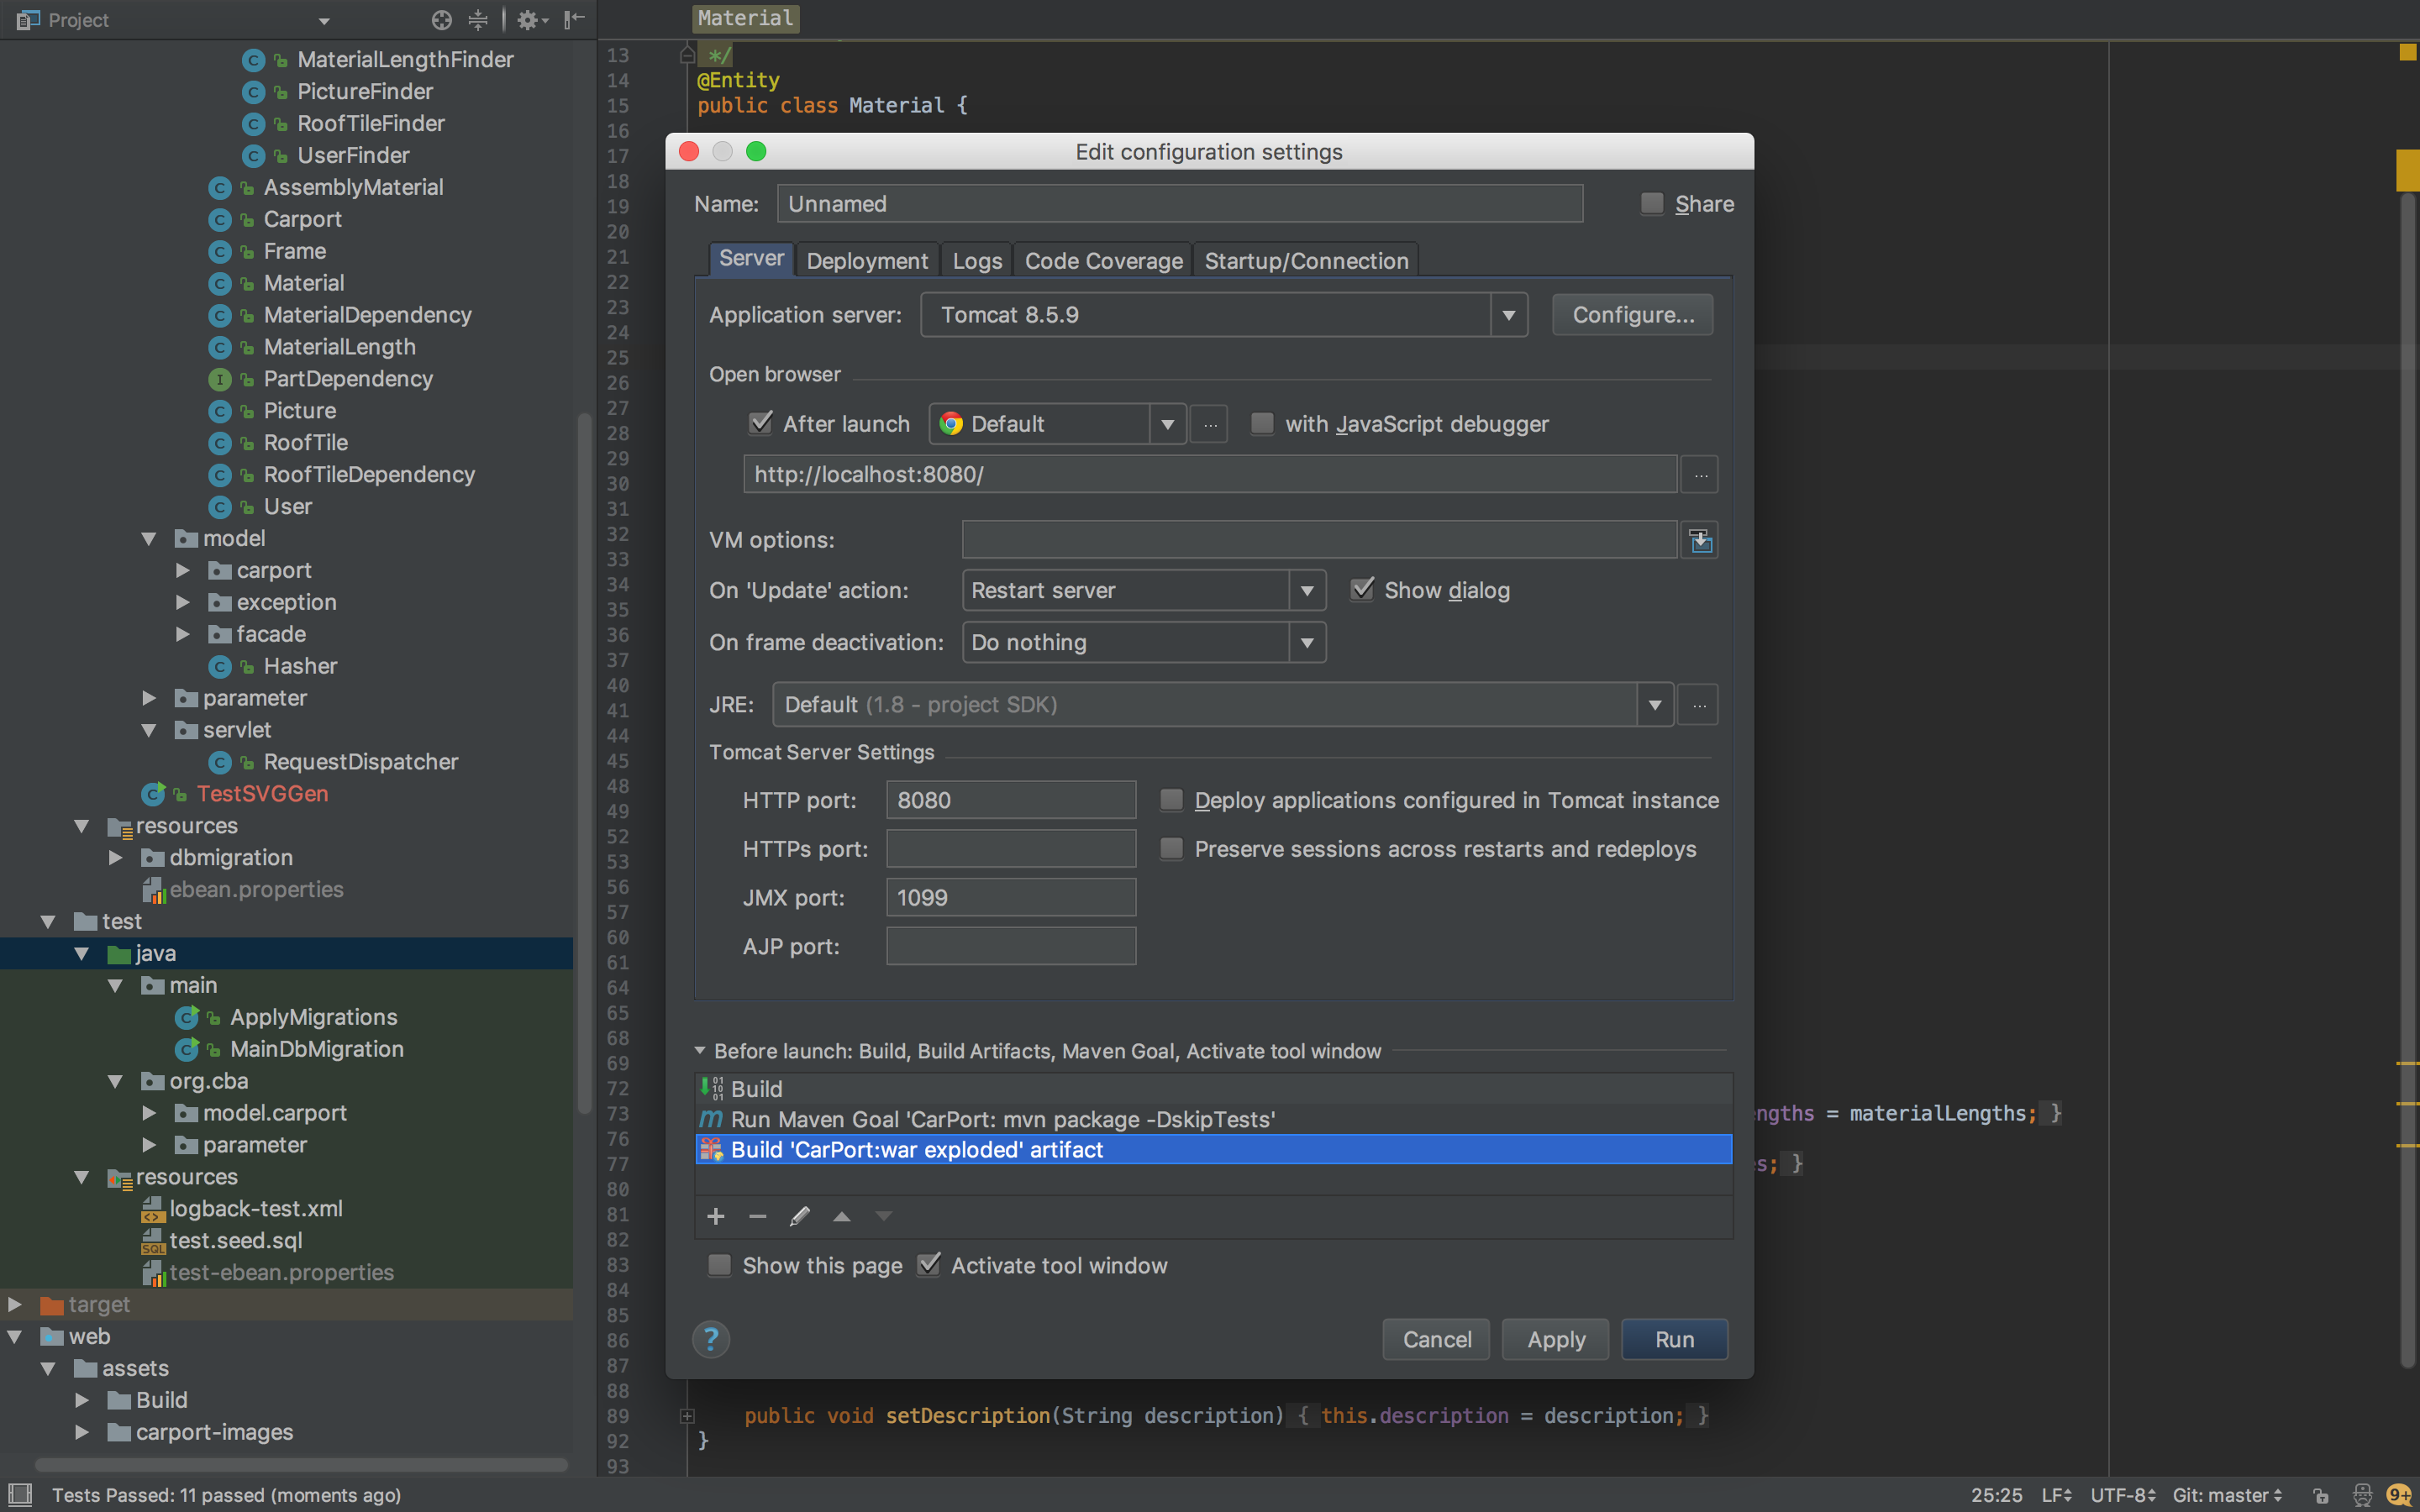 Project
MaterialLengthFinder
PictureFinder
RoofTileFinder
UserFinder
AssemblyMaterial
Carport
Frame
Material
MaterialDependency
MaterialLength
PartDependency
Picture
RoofTile
RoofTileDependency
User
model
carport
exception
facade
Hasher
parameter
servlet
RequestDispatcher
TestSVGGen
resources
dbmigration
ebean.properties
test
java
main
ApplyMigrations
MainDbMigration
org.cba
model.carport
parameter
resources
logback-test.xml
test.seed.sql
test-ebean.properties
target
web
assets
Build
carport-images
Material
13 */
14 @Entity
15 public class Material {
16
17
18
19
20
21
22
23
24
25
26
27
28
29
30
31
32
33
34
35
36
37
40
41
44
45
48
49
52
53
56
57
60
61
64
65
68
69
72
73 ngths = materialLengths; }
76
77 s; }
80
81
82
83
84
85
86
87
88
89 public void setDescription(String description) { this.description = description; }
92 }
93
Edit configuration settings
Name: Unnamed Share
Server Deployment Logs Code Coverage Startup/Connection
Application server: Tomcat 8.5.9 Configure...
Open browser
After launch Default ... with JavaScript debugger
http://localhost:8080/ ...
VM options:
On 'Update' action: Restart server Show dialog
On frame deactivation: Do nothing
JRE: Default (1.8 - project SDK) ...
Tomcat Server Settings
HTTP port: 8080 Deploy applications configured in Tomcat instance
HTTPs port: Preserve sessions across restarts and redeploys
JMX port: 1099
AJP port:
Before launch: Build, Build Artifacts, Maven Goal, Activate tool window
Build
Run Maven Goal 'CarPort: mvn package -DskipTests'
Build 'CarPort:war exploded' artifact
Show this page Activate tool window
? Cancel Apply Run
Tests Passed: 11 passed (moments ago) 25:25 LF UTF-8 Git: master 9+